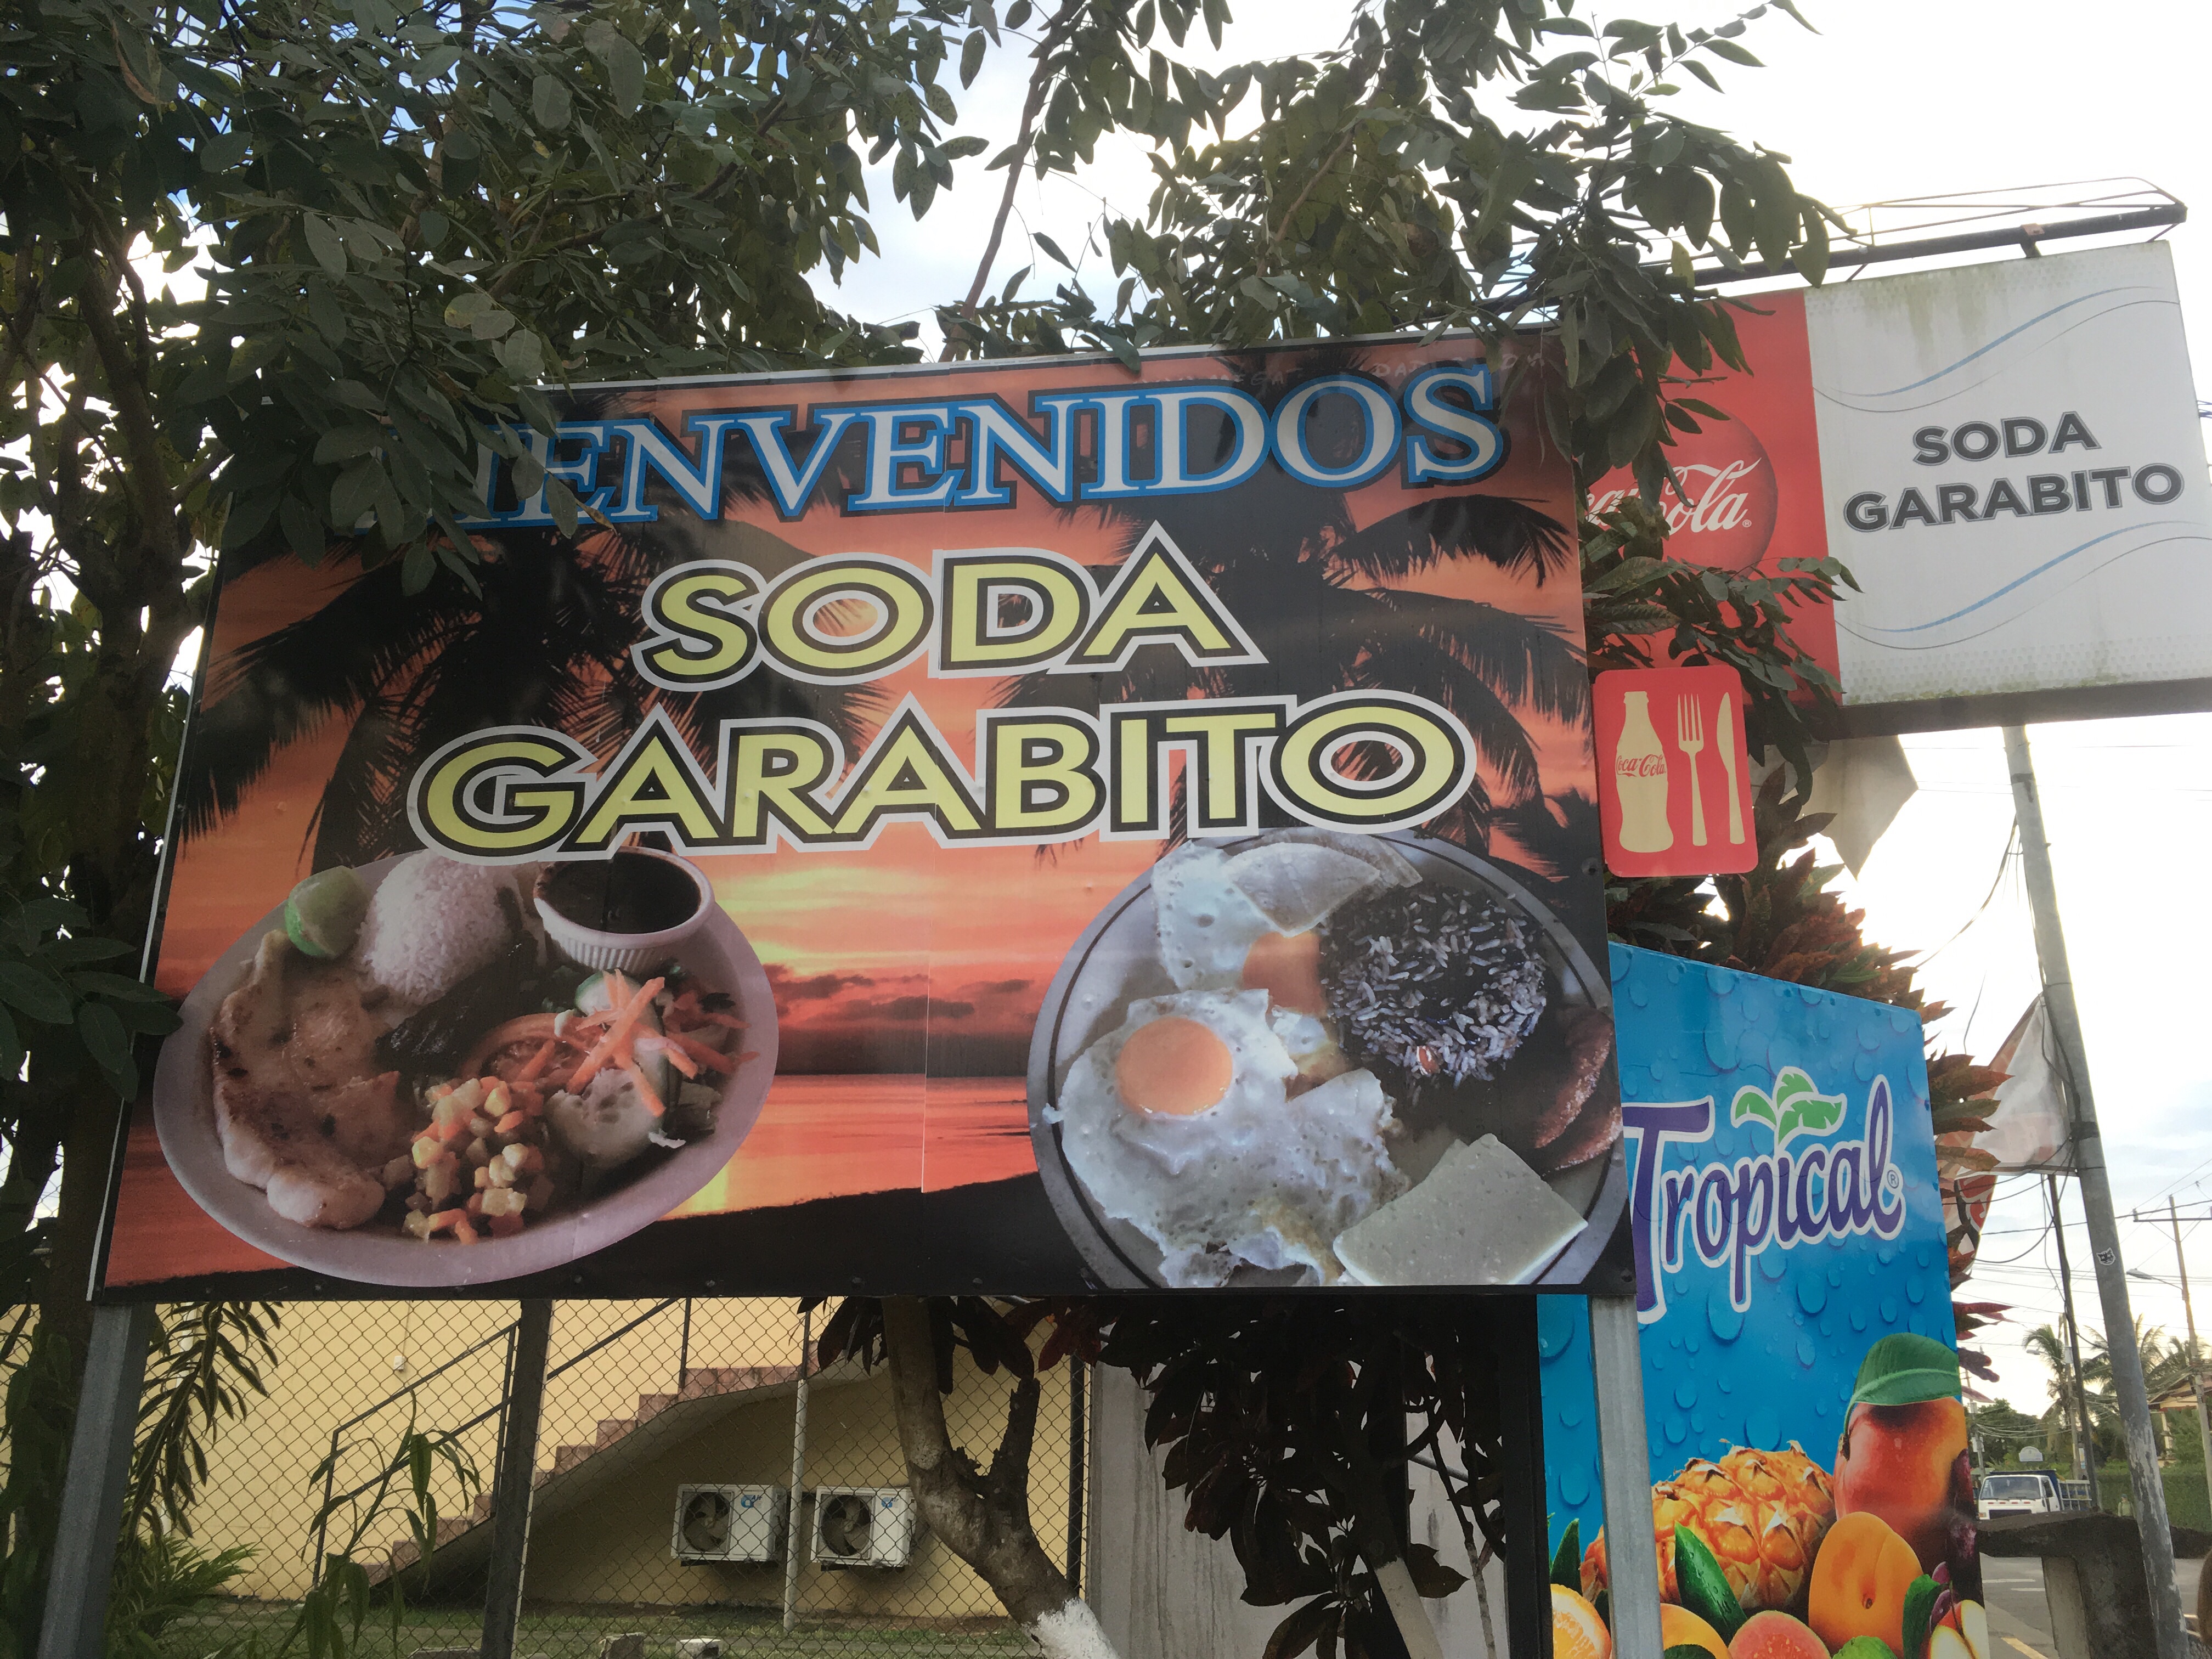 BIENVENIDOS
SODA
GARABITO
Coca-Cola
SODA
GARABITO
Coca-Cola
Tropical